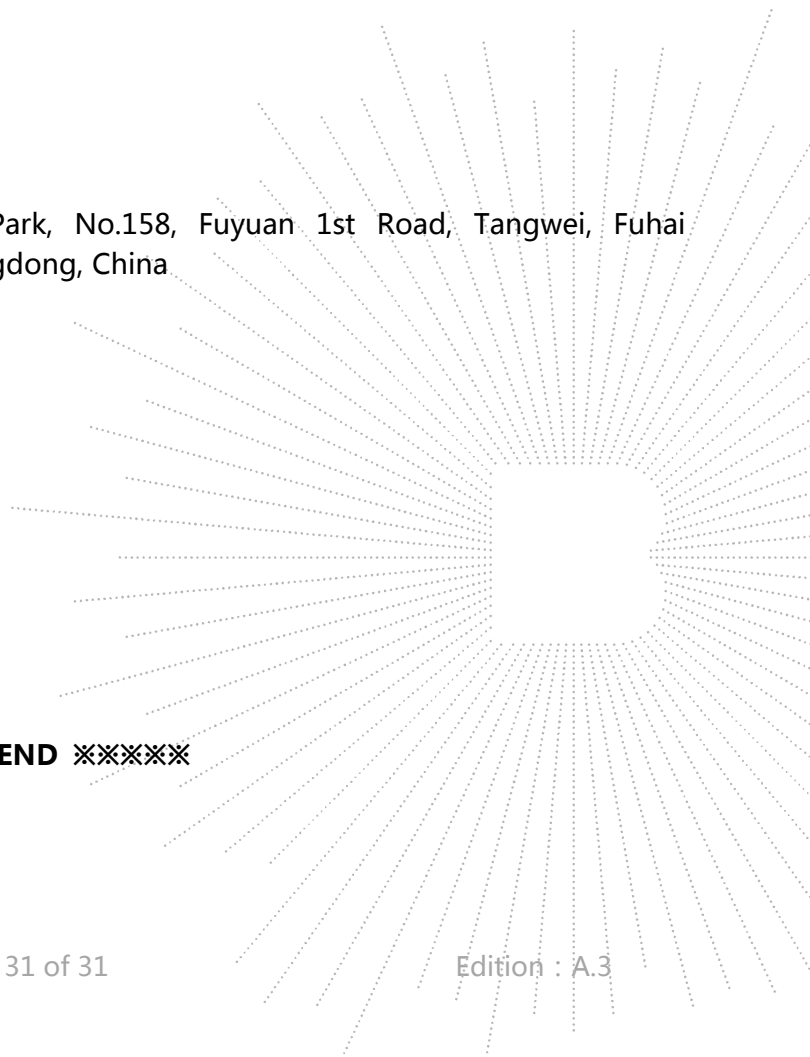 Park, No.158, Fuyuan 1st Road, Tangwei, Fuhai
gdong, China
END ※※※※※
31 of 31 Edition：A.3